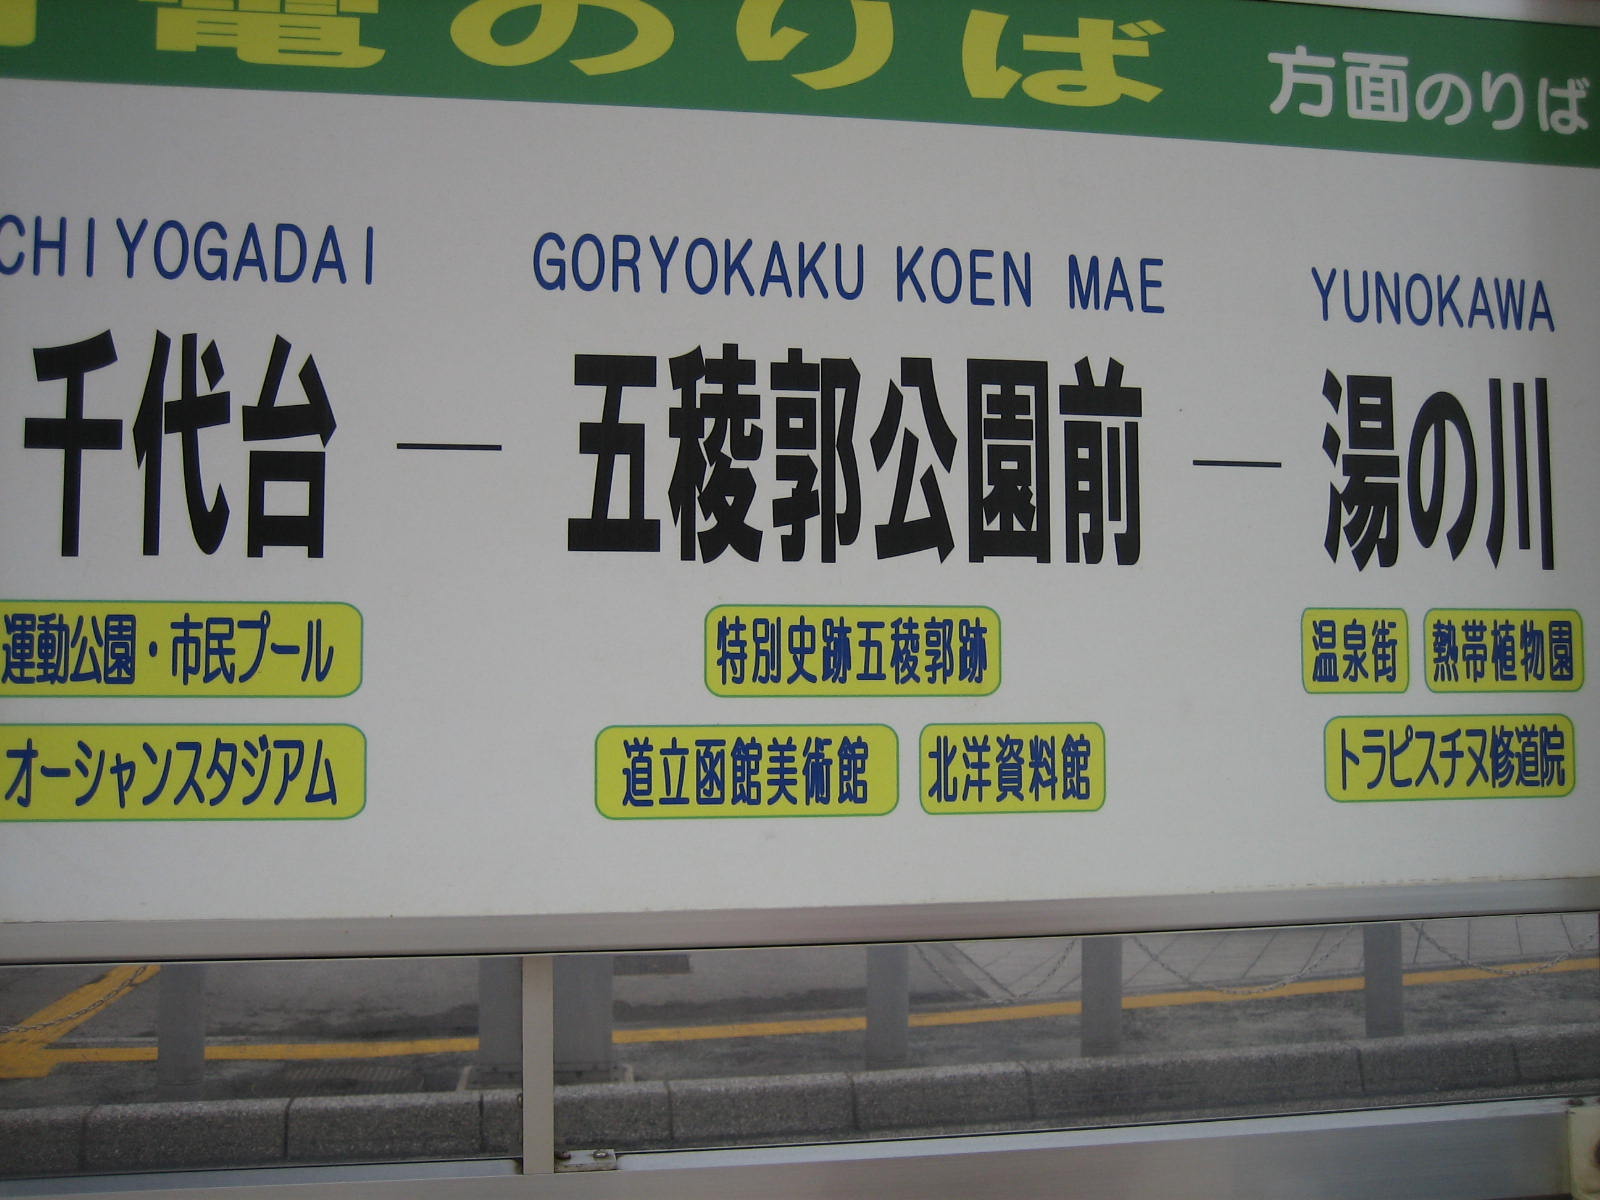 電のりば 方面のりば
CHIYOGADAI GORYOKAKU KOEN MAE YUNOKAWA
千代台 — 五稜郭公園前 — 湯の川
運動公園・市民プール 特別史跡五稜郭跡 温泉街 熱帯植物園
オーシャンスタジアム 道立函館美術館 北洋資料館 トラピスチヌ修道院